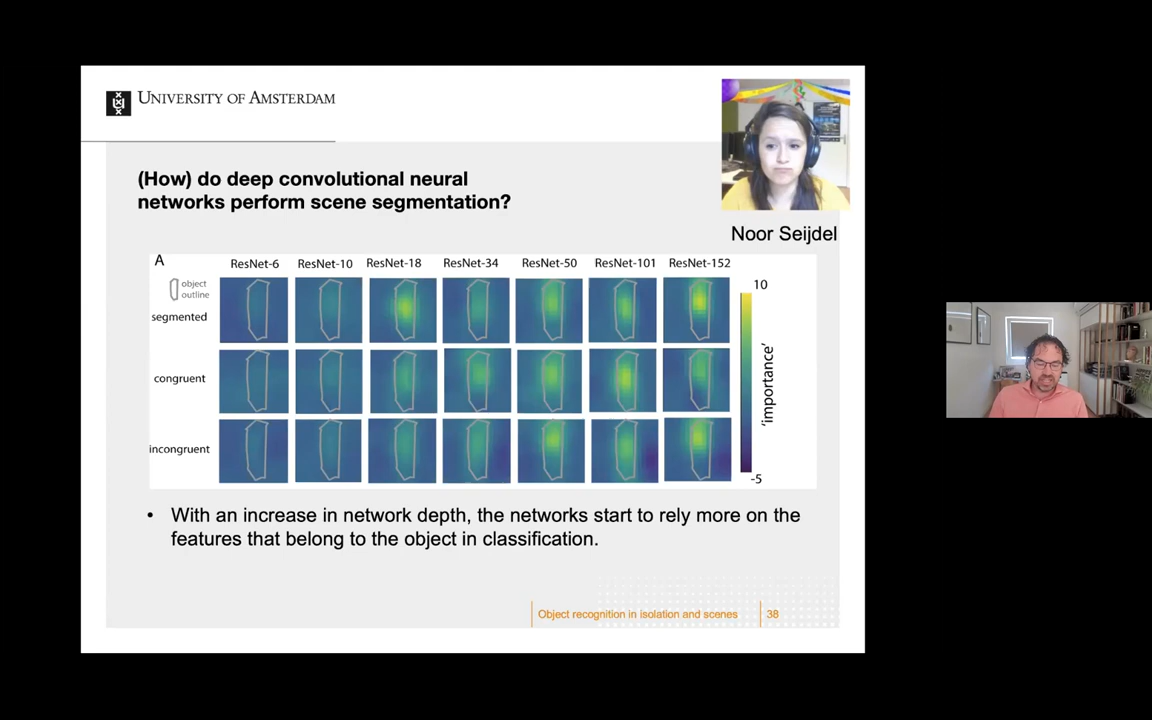 UNIVERSITY OF AMSTERDAM
(How) do deep convolutional neural
networks perform scene segmentation?
Noor Seijdel
A
ResNet-6 ResNet-10 ResNet-18 ResNet-34 ResNet-50 ResNet-101 ResNet-152
object
outline
segmented
congruent
incongruent
10
'importance'
-5
• With an increase in network depth, the networks start to rely more on the
features that belong to the object in classification.
Object recognition in isolation and scenes 38